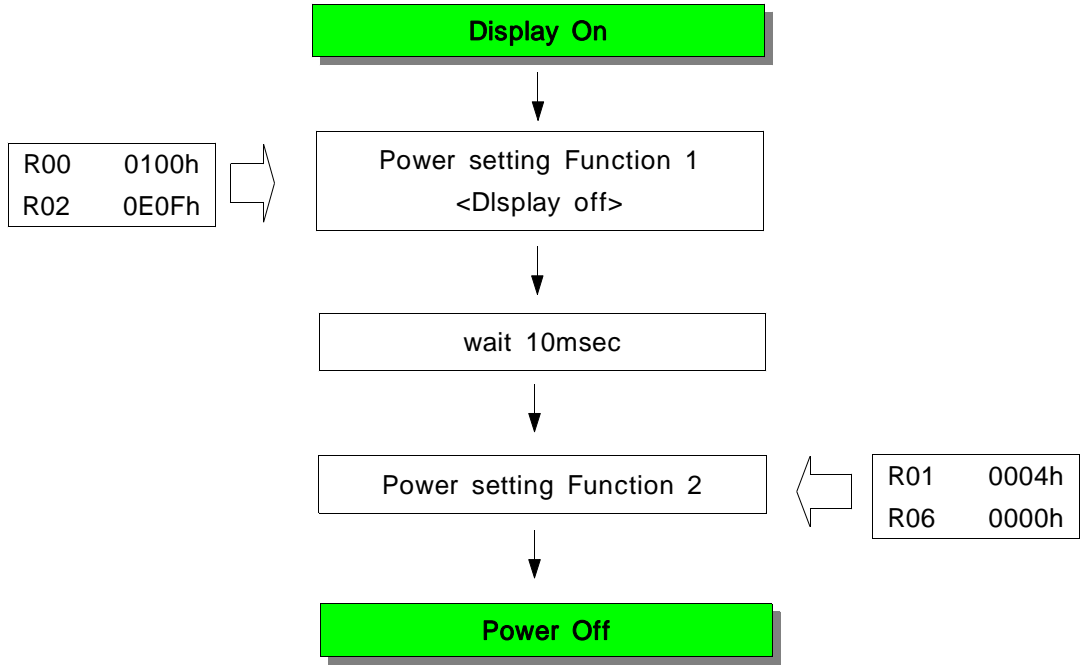 Display On
R00 0100h
R02 0E0Fh
Power setting Function 1
<DIsplay off>
wait 10msec
Power setting Function 2
R01 0004h
R06 0000h
Power Off